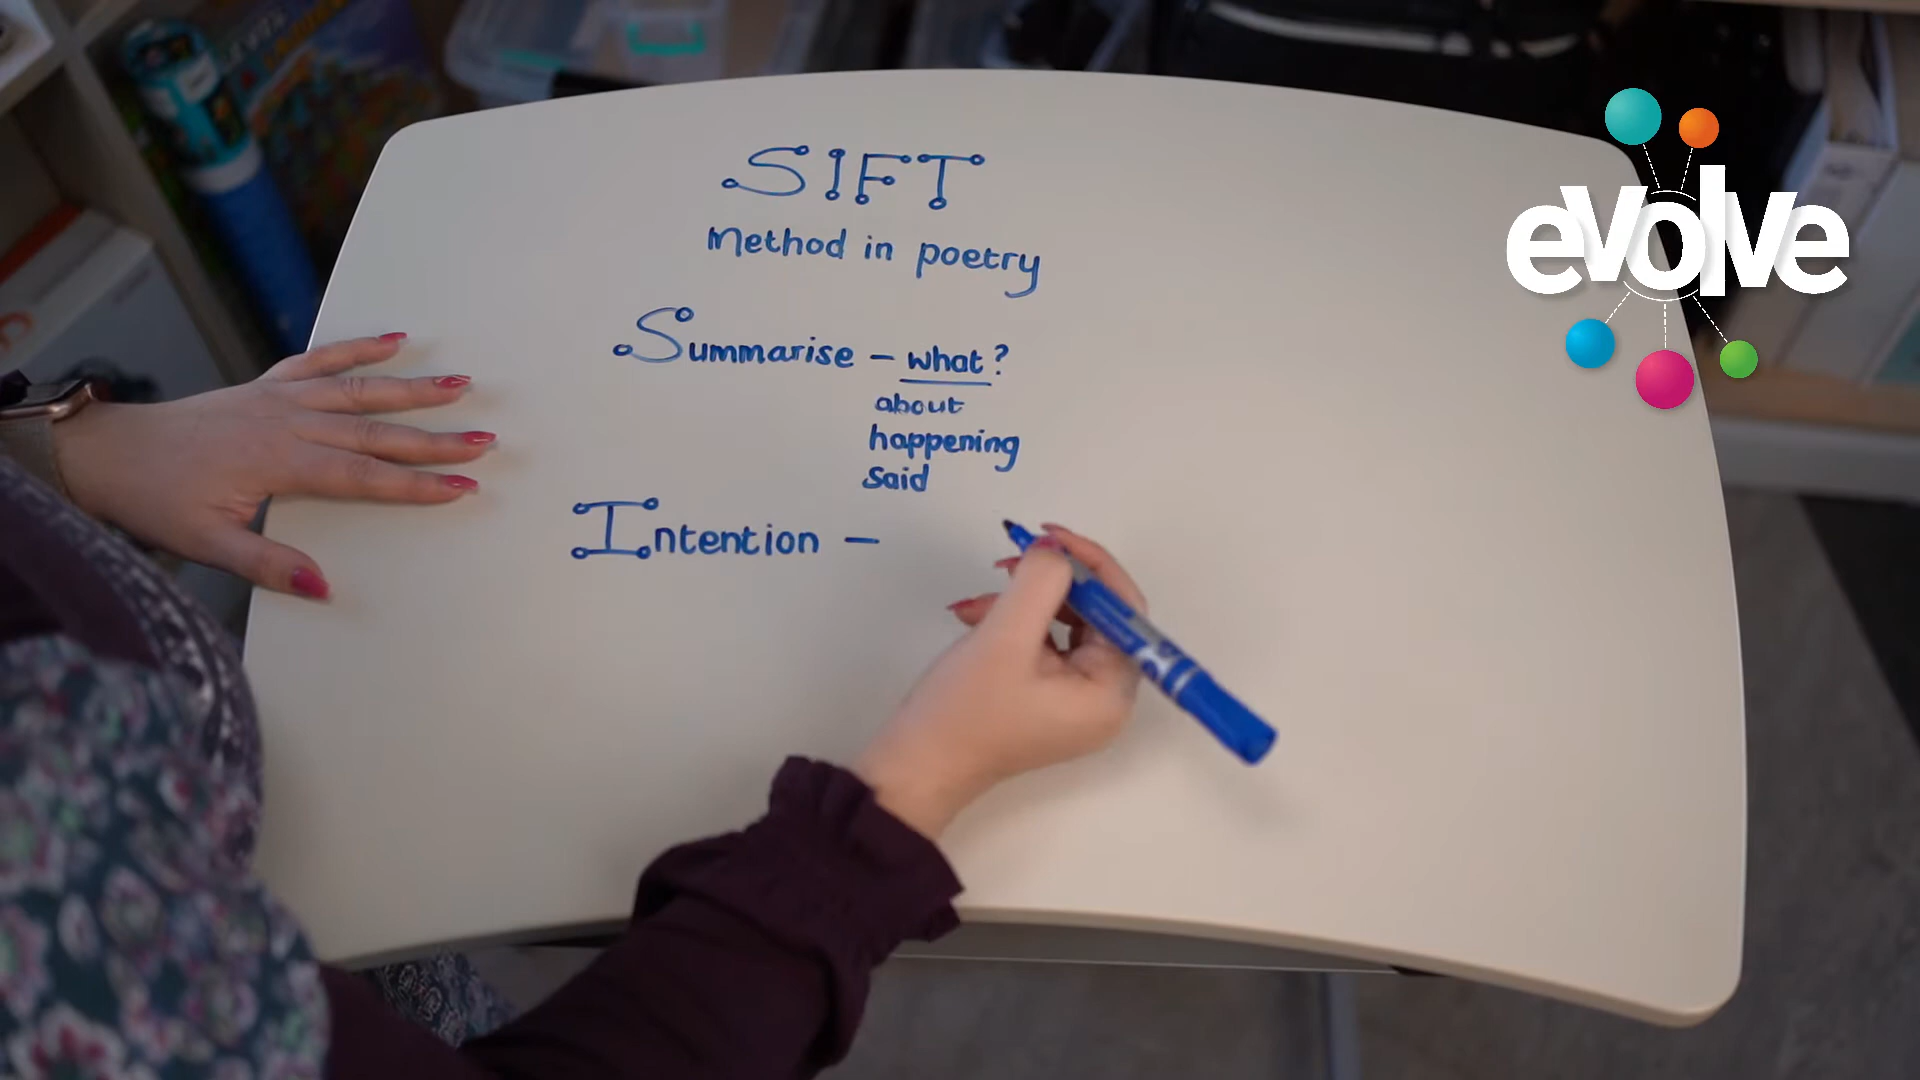 SIFT
Method in poetry
Summarise – what?
about
happening
said
Intention –
evolve